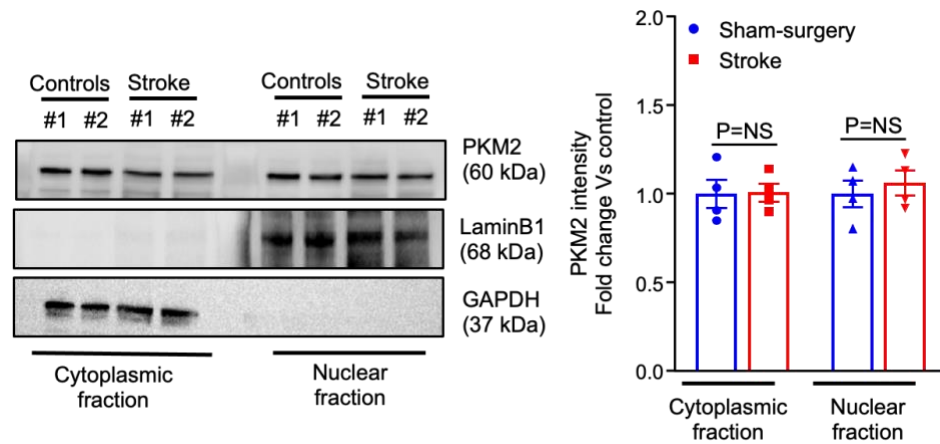 Controls Stroke Controls Stroke
#1 #2 #1 #2 #1 #2 #1 #2
PKM2
(60 kDa)
LaminB1
(68 kDa)
GAPDH
(37 kDa)
Cytoplasmic
fraction
Nuclear
fraction
PKM2 intensity
Fold change Vs control
2.0
1.5
1.0
0.5
0.0
Sham-surgery
Stroke
P=NS
P=NS
Cytoplasmic
fraction
Nuclear
fraction